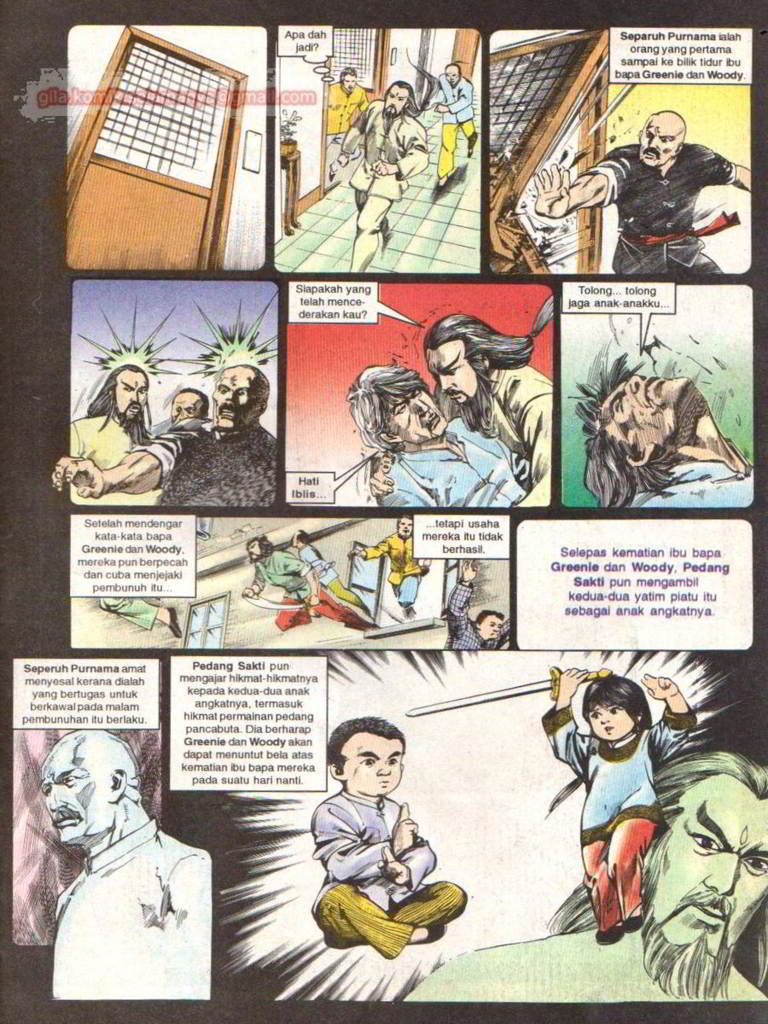 Apa dah
jadi?
Separuh Purnama ialah
orang yang pertama
sampai ke bilik tidur ibu
bapa Greenie dan Woody.
Siapakah yang
telah mence-
derakan kau?
Hati
Iblis...
Tolong... tolong
jaga anak-anakku...
Setelah mendengar
kata-kata bapa
Greenie dan Woody,
mereka pun berpecah
dan cuba menjejaki
pembunuh itu...
...tetapi usaha
mereka itu tidak
berhasil.
Selepas kematian ibu bapa
Greenie dan Woody, Pedang
Sakti pun mengambil
kedua-dua yatim piatu itu
sebagai anak angkatnya.
Seperuh Purnama amat
menyesal kerana dialah
yang bertugas untuk
berkawal pada malam
pembunuhan itu berlaku.
Pedang Sakti pun
mengajar hikmat-hikmatnya
kepada kedua-dua anak
angkatnya, termasuk
hikmat permainan pedang
pancabuta. Dia berharap
Greenie dan Woody akan
dapat menuntut bela atas
kematian ibu bapa mereka
pada suatu hari nanti.